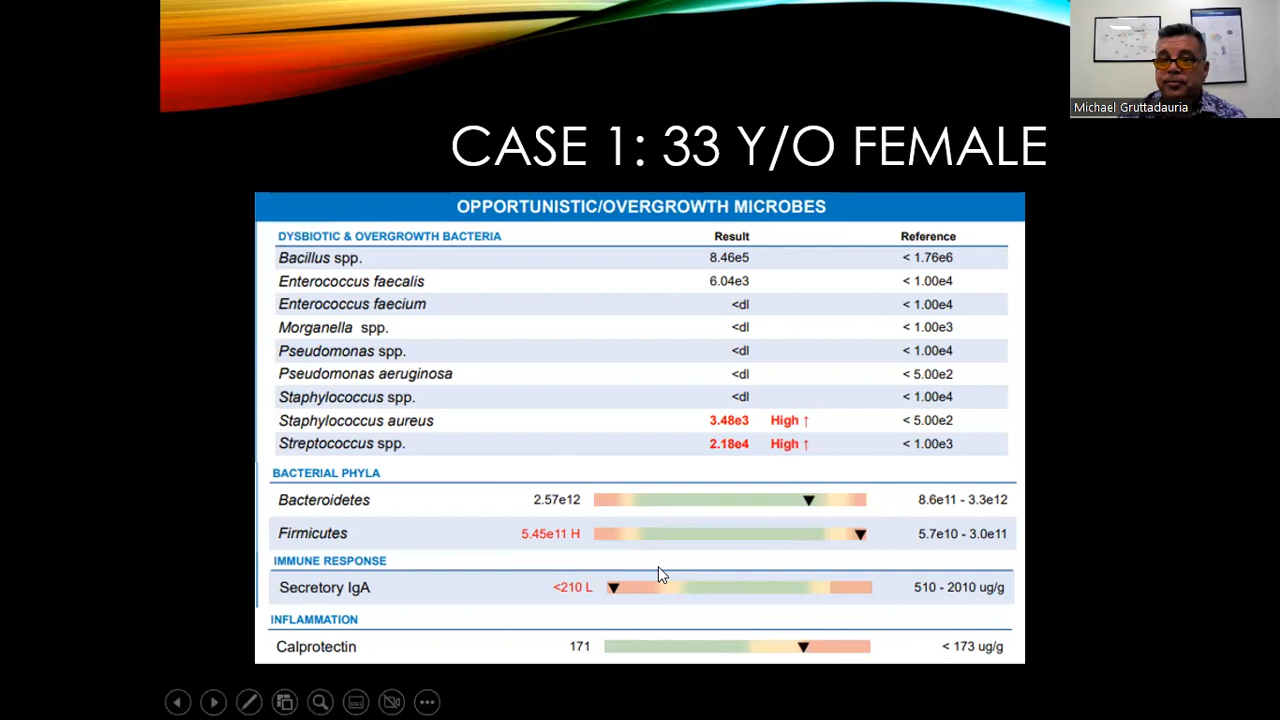 Michael Gruttadauria
CASE 1: 33 Y/O FEMALE
OPPORTUNISTIC/OVERGROWTH MICROBES
DYSBIOTIC & OVERGROWTH BACTERIA Result Reference
Bacillus spp. 8.46e5 < 1.76e6
Enterococcus faecalis 6.04e3 < 1.00e4
Enterococcus faecium <dl < 1.00e4
Morganella spp. <dl < 1.00e3
Pseudomonas spp. <dl < 1.00e4
Pseudomonas aeruginosa <dl < 5.00e2
Staphylococcus spp. <dl < 1.00e4
Staphylococcus aureus 3.48e3 High ↑ < 5.00e2
Streptococcus spp. 2.18e4 High ↑ < 1.00e3
BACTERIAL PHYLA
Bacteroidetes 2.57e12 8.6e11 - 3.3e12
Firmicutes 5.45e11 H 5.7e10 - 3.0e11
IMMUNE RESPONSE
Secretory IgA <210 L 510 - 2010 ug/g
INFLAMMATION
Calprotectin 171 < 173 ug/g